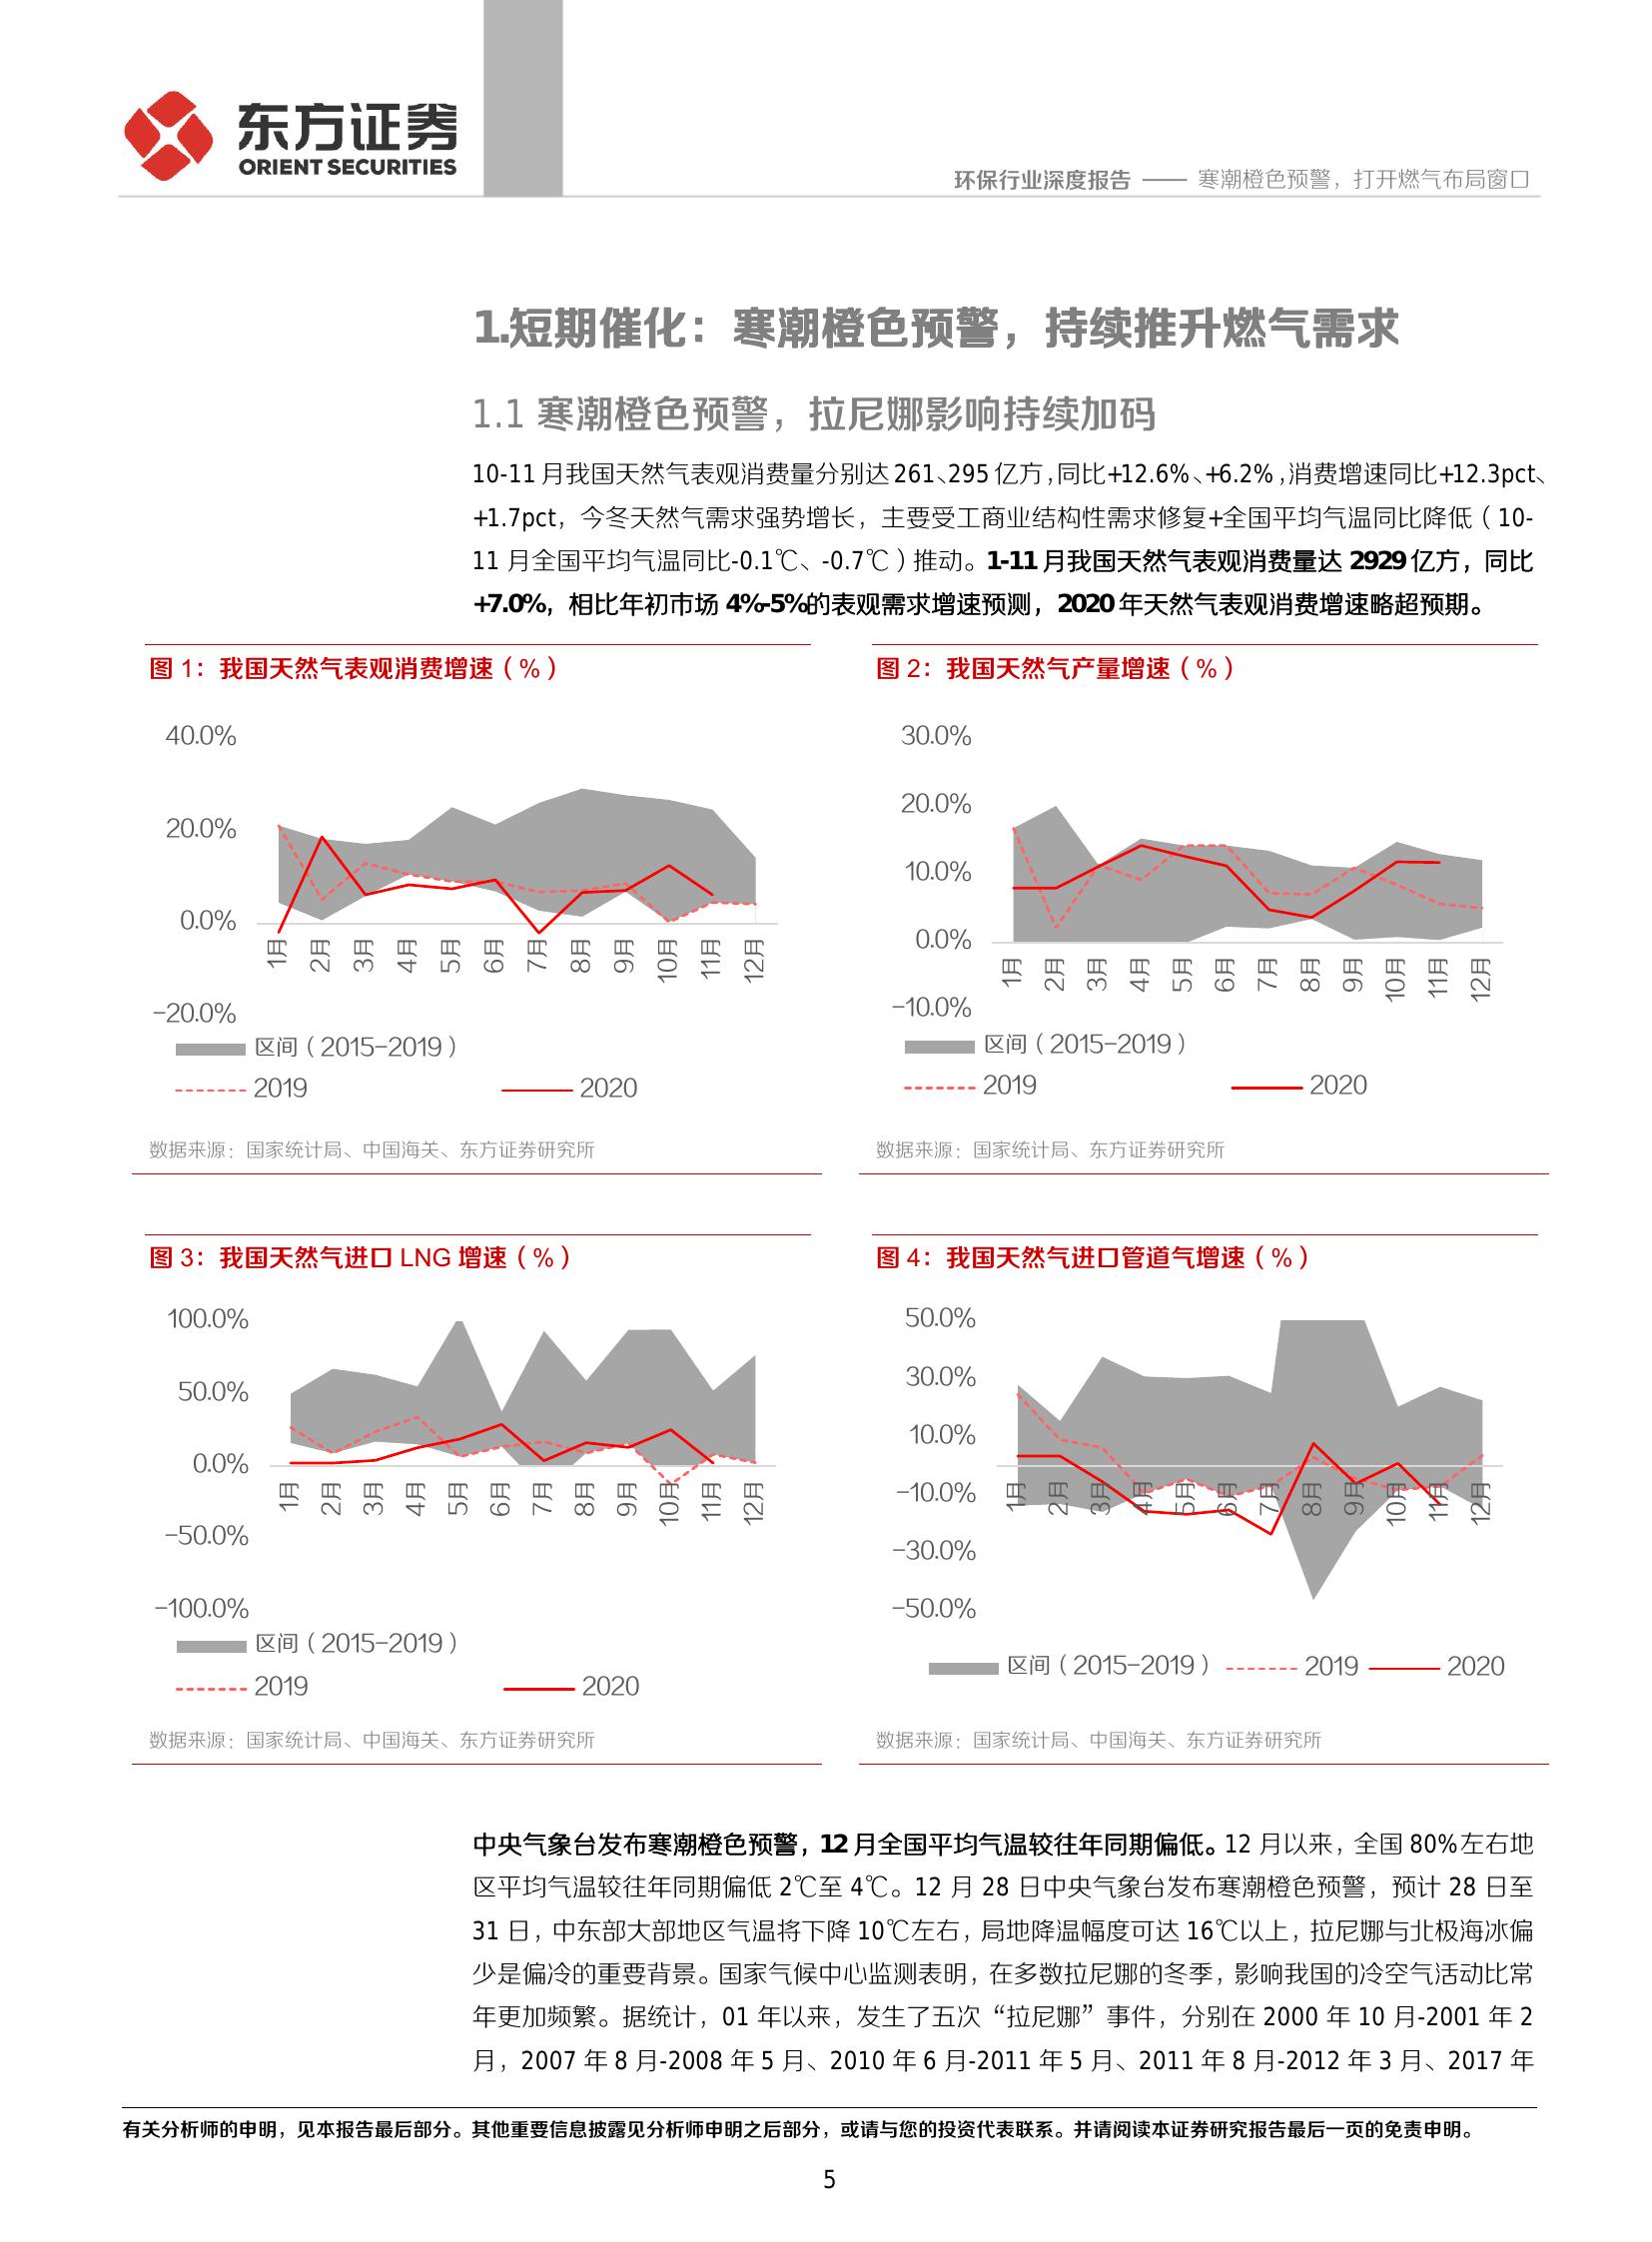 东方证券
ORIENT SECURITIES
环保行业深度报告 —— 寒潮橙色预警，打开燃气布局窗口
1.短期催化：寒潮橙色预警，持续推升燃气需求
1.1 寒潮橙色预警，拉尼娜影响持续加码
10-11 月我国天然气表观消费量分别达 261、295 亿方，同比+12.6%、+6.2%，消费增速同比+12.3pct、
+1.7pct，今冬天然气需求强势增长，主要受工商业结构性需求修复+全国平均气温同比降低（10-
11 月全国平均气温同比-0.1℃、-0.7℃）推动。1-11 月我国天然气表观消费量达 2929 亿方，同比
+7.0%，相比年初市场 4%-5%的表观需求增速预测，2020 年天然气表观消费增速略超预期。
图 1：我国天然气表观消费增速（%）
40.0%
20.0%
0.0%
-20.0%
1月 2月 3月 4月 5月 6月 7月 8月 9月 10月 11月 12月
区间（2015-2019）
2019 2020
数据来源：国家统计局、中国海关、东方证券研究所
图 2：我国天然气产量增速（%）
30.0%
20.0%
10.0%
0.0%
-10.0%
1月 2月 3月 4月 5月 6月 7月 8月 9月 10月 11月 12月
区间（2015-2019）
2019 2020
数据来源：国家统计局、东方证券研究所
图 3：我国天然气进口 LNG 增速（%）
100.0%
50.0%
0.0%
-50.0%
-100.0%
1月 2月 3月 4月 5月 6月 7月 8月 9月 10月 11月 12月
区间（2015-2019）
2019 2020
数据来源：国家统计局、中国海关、东方证券研究所
图 4：我国天然气进口管道气增速（%）
50.0%
30.0%
10.0%
-10.0%
-30.0%
-50.0%
1月 2月 3月 4月 5月 6月 7月 8月 9月 10月 11月 12月
区间（2015-2019） 2019 2020
数据来源：国家统计局、中国海关、东方证券研究所
中央气象台发布寒潮橙色预警，12 月全国平均气温较往年同期偏低。12 月以来，全国 80%左右地
区平均气温较往年同期偏低 2℃至 4℃。12 月 28 日中央气象台发布寒潮橙色预警，预计 28 日至
31 日，中东部大部地区气温将下降 10℃左右，局地降温幅度可达 16℃以上，拉尼娜与北极海冰偏
少是偏冷的重要背景。国家气候中心监测表明，在多数拉尼娜的冬季，影响我国的冷空气活动比常
年更加频繁。据统计，01 年以来，发生了五次“拉尼娜”事件，分别在 2000 年 10 月-2001 年 2
月，2007 年 8 月-2008 年 5 月、2010 年 6 月-2011 年 5 月、2011 年 8 月-2012 年 3 月、2017 年
有关分析师的申明，见本报告最后部分。其他重要信息披露见分析师申明之后部分，或请与您的投资代表联系。并请阅读本证券研究报告最后一页的免责申明。
5